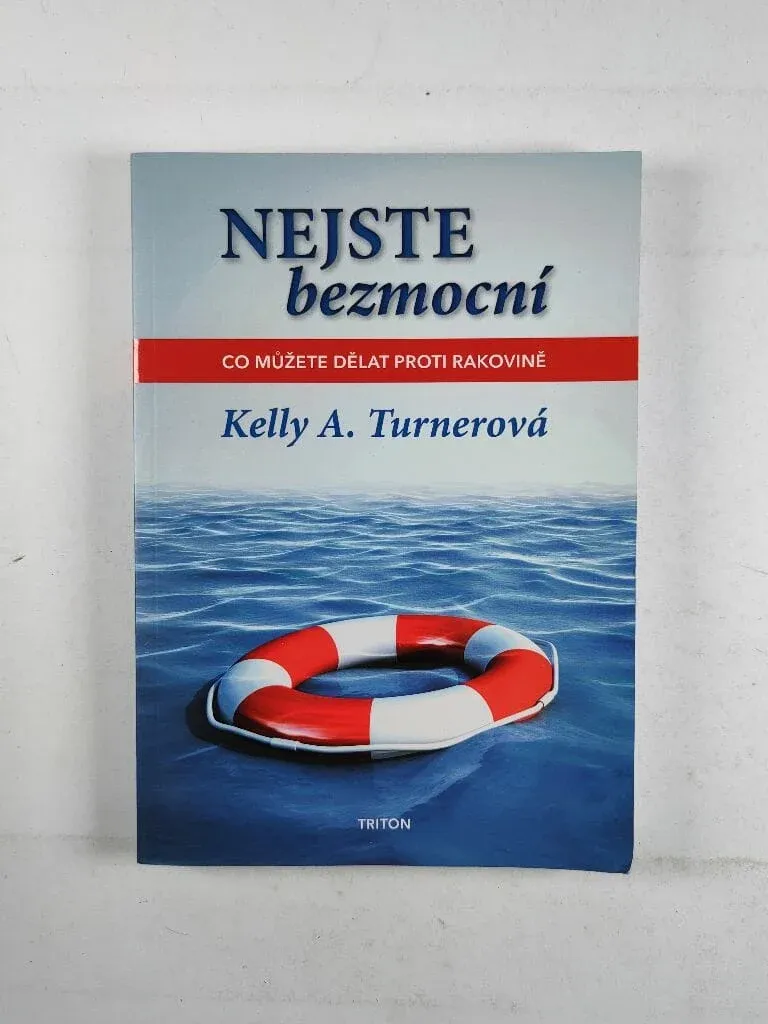 NEJSTE
bezmocní
CO MŮŽETE DĚLAT PROTI RAKOVINĚ
Kelly A. Turnerová
TRITON